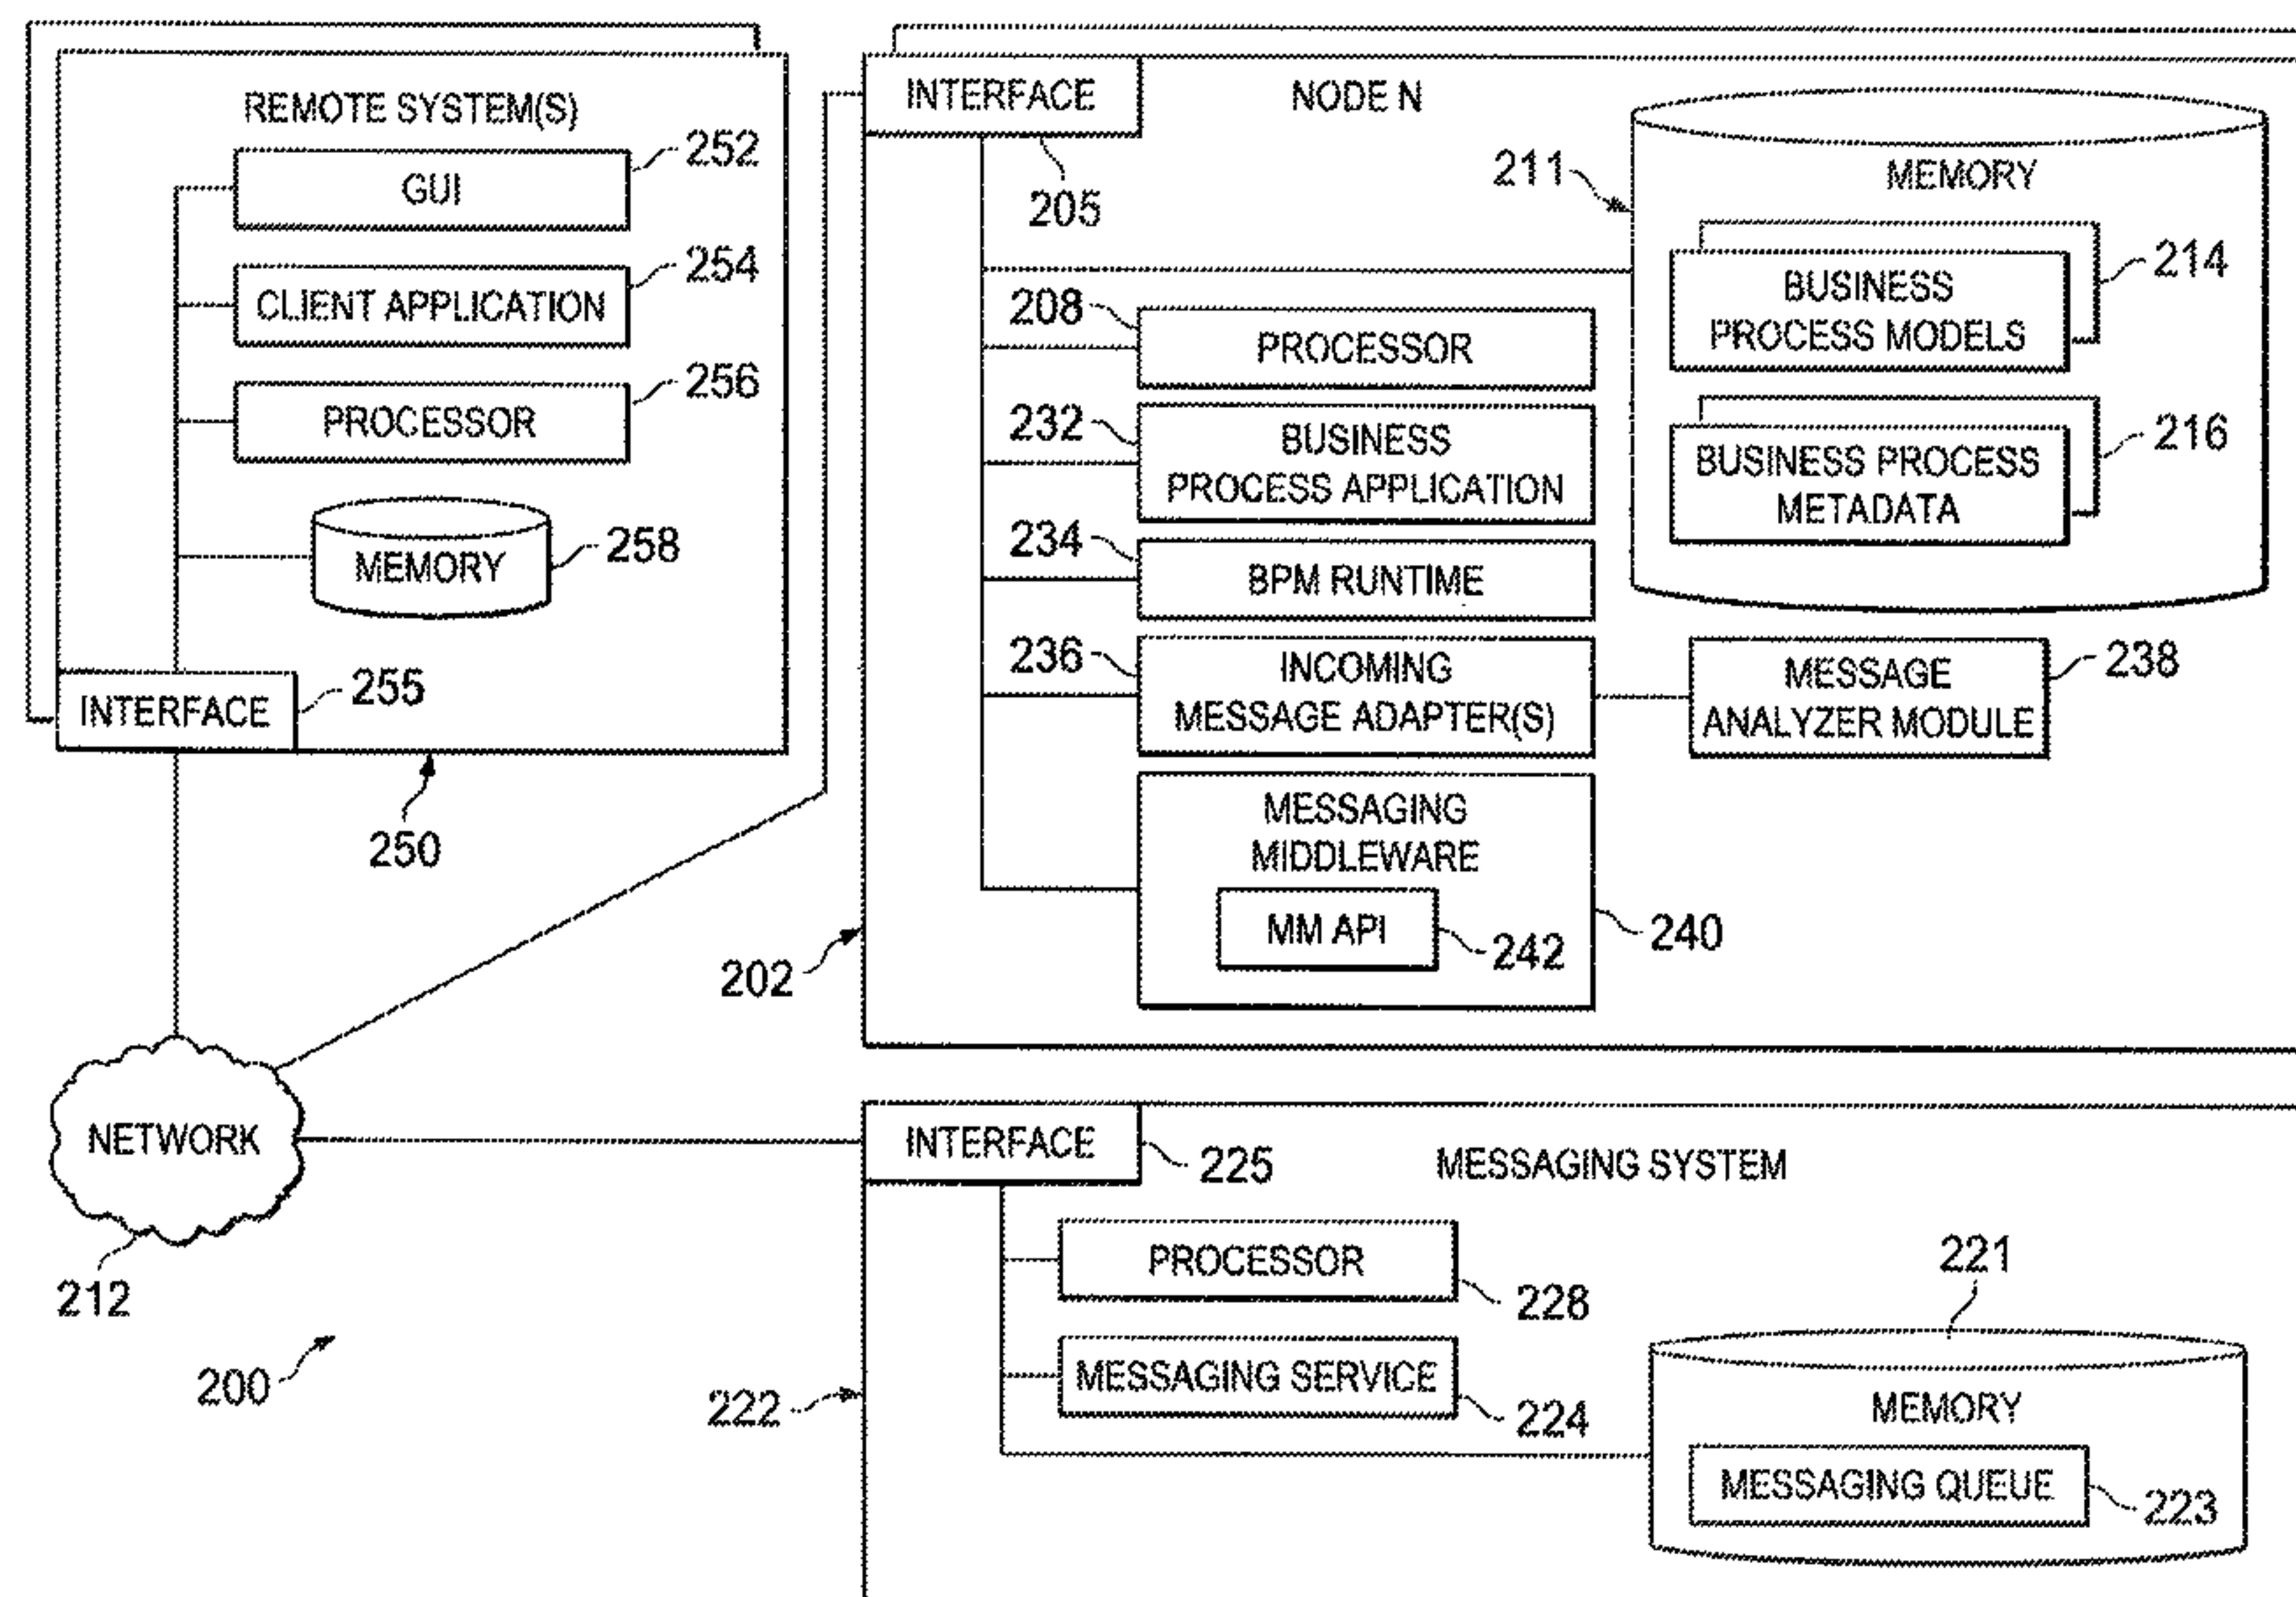 REMOTE SYSTEM(S)
252
GUI
254
CLIENT APPLICATION
256
PROCESSOR
258
MEMORY
INTERFACE
255
250
INTERFACE
NODE N
205
211
MEMORY
214
BUSINESS
PROCESS MODELS
216
BUSINESS PROCESS
METADATA
208
PROCESSOR
232
BUSINESS
PROCESS APPLICATION
234
BPM RUNTIME
236
INCOMING
MESSAGE ADAPTER(S)
MESSAGE
ANALYZER MODULE
238
MESSAGING
MIDDLEWARE
MM API
242
240
202
NETWORK
212
200
INTERFACE
225
MESSAGING SYSTEM
PROCESSOR
228
MESSAGING SERVICE
224
222
221
MEMORY
MESSAGING QUEUE
223